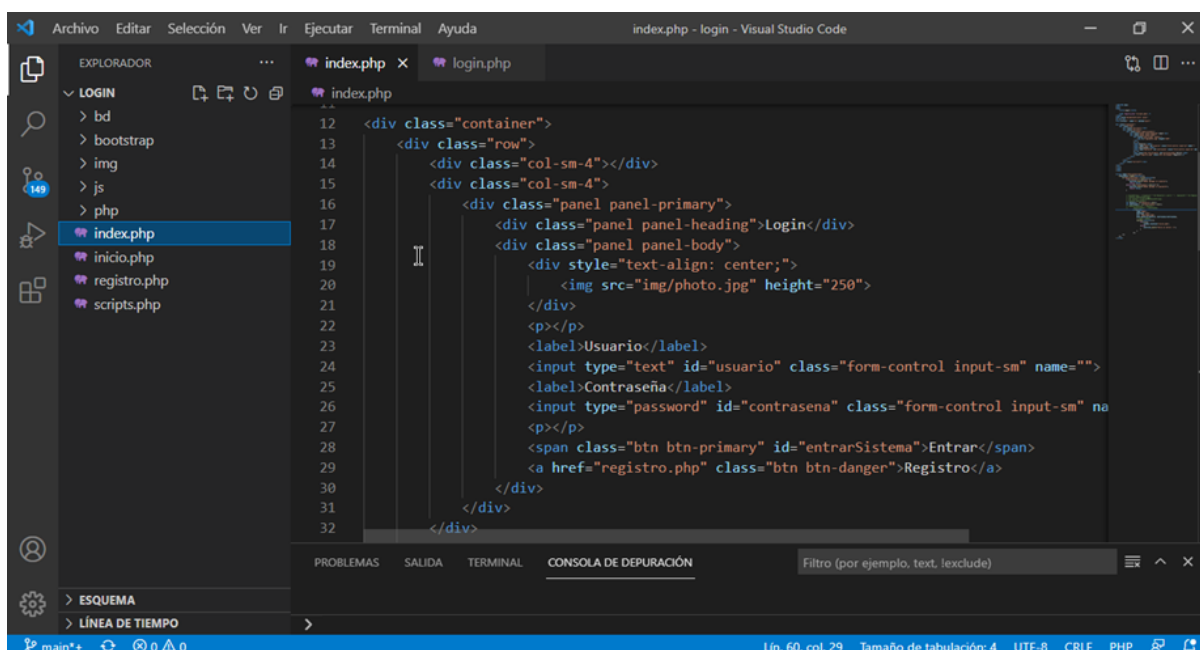 Archivo Editar Selección Ver Ir Ejecutar Terminal Ayuda index.php - login - Visual Studio Code
EXPLORADOR
LOGIN
bd
bootstrap
img
js
php
index.php
inicio.php
registro.php
scripts.php
ESQUEMA
LÍNEA DE TIEMPO
149
index.php login.php
index.php
11
12 <div class="container">
13 <div class="row">
14 <div class="col-sm-4"></div>
15 <div class="col-sm-4">
16 <div class="panel panel-primary">
17 <div class="panel panel-heading">Login</div>
18 <div class="panel panel-body">
19 <div style="text-align: center;">
20 <img src="img/photo.jpg" height="250">
21 </div>
22 <p></p>
23 <label>Usuario</label>
24 <input type="text" id="usuario" class="form-control input-sm" name="">
25 <label>Contraseña</label>
26 <input type="password" id="contrasena" class="form-control input-sm" na
27 <p></p>
28 <span class="btn btn-primary" id="entrarSistema">Entrar</span>
29 <a href="registro.php" class="btn btn-danger">Registro</a>
30 </div>
31 </div>
32 </div>
PROBLEMAS SALIDA TERMINAL CONSOLA DE DEPURACIÓN Filtro (por ejemplo, text, !exclude)
main*+ 0 0 Lín. 60, col. 29 Tamaño de tabulación: 4 UTF-8 CRLF PHP